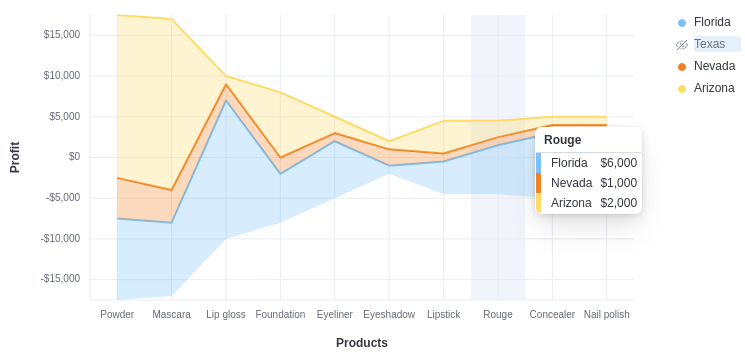 Florida
Texas
Nevada
Arizona
Profit
$15,000
$10,000
$5,000
$0
-$5,000
-$10,000
-$15,000
Rouge
Florida $6,000
Nevada $1,000
Arizona $2,000
Powder Mascara Lip gloss Foundation Eyeliner Eyeshadow Lipstick Rouge Concealer Nail polish
Products